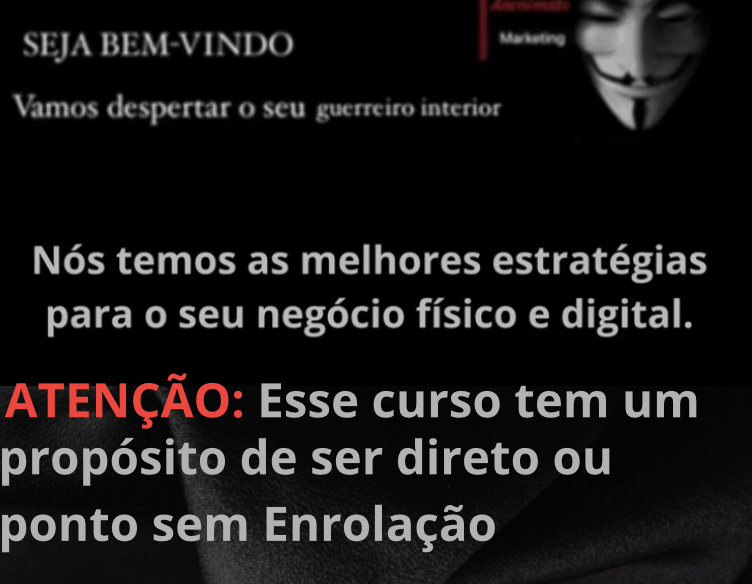 SEJA BEM-VINDO
Marketing
Vamos despertar o seu guerreiro interior
Nós temos as melhores estratégias
para o seu negócio físico e digital.
ATENÇÃO: Esse curso tem um
propósito de ser direto ou
ponto sem Enrolação